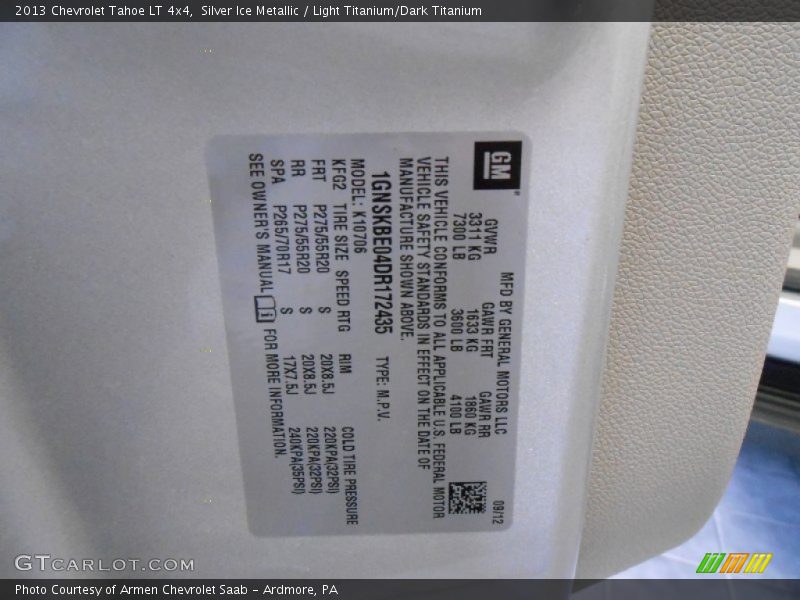 2013 Chevrolet Tahoe LT 4x4, Silver Ice Metallic / Light Titanium/Dark Titanium
GM
MFD BY GENERAL MOTORS LLC 09/12
GVWR GAWR FRT GAWR RR
3311 KG 1633 KG 1860 KG
7300 LB 3600 LB 4100 LB
THIS VEHICLE CONFORMS TO ALL APPLICABLE U.S. FEDERAL MOTOR
VEHICLE SAFETY STANDARDS IN EFFECT ON THE DATE OF
MANUFACTURE SHOWN ABOVE.
1GNSKBE04DR172435 TYPE: M.P.V.
MODEL: K10706
KFG2 TIRE SIZE SPEED RTG RIM COLD TIRE PRESSURE
FRT P275/55R20 S 20X8.5J 220KPA(32PSI)
RR P275/55R20 S 20X8.5J 220KPA(32PSI)
SPA P265/70R17 S 17X7.5J 240KPA(35PSI)
SEE OWNER'S MANUAL FOR MORE INFORMATION.
GTCARLOT.COM
Photo Courtesy of Armen Chevrolet Saab - Ardmore, PA